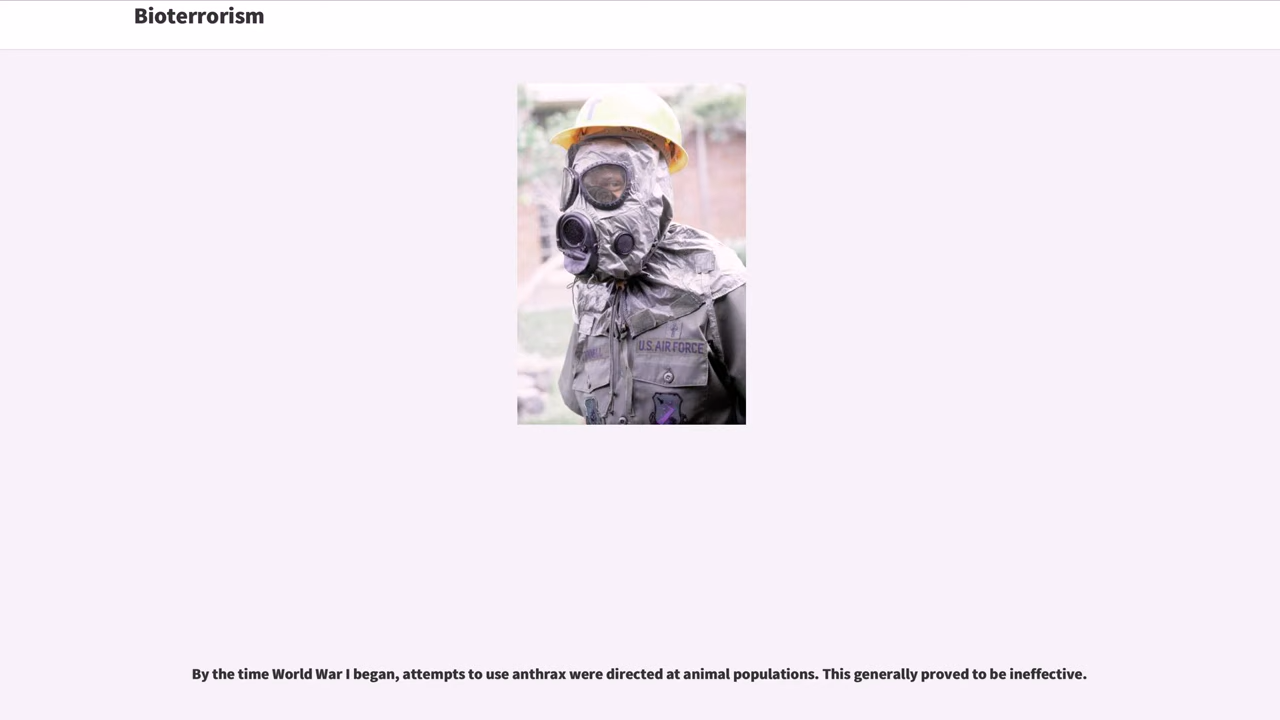 Bioterrorism
U.S. AIR FORCE
By the time World War I began, attempts to use anthrax were directed at animal populations. This generally proved to be ineffective.